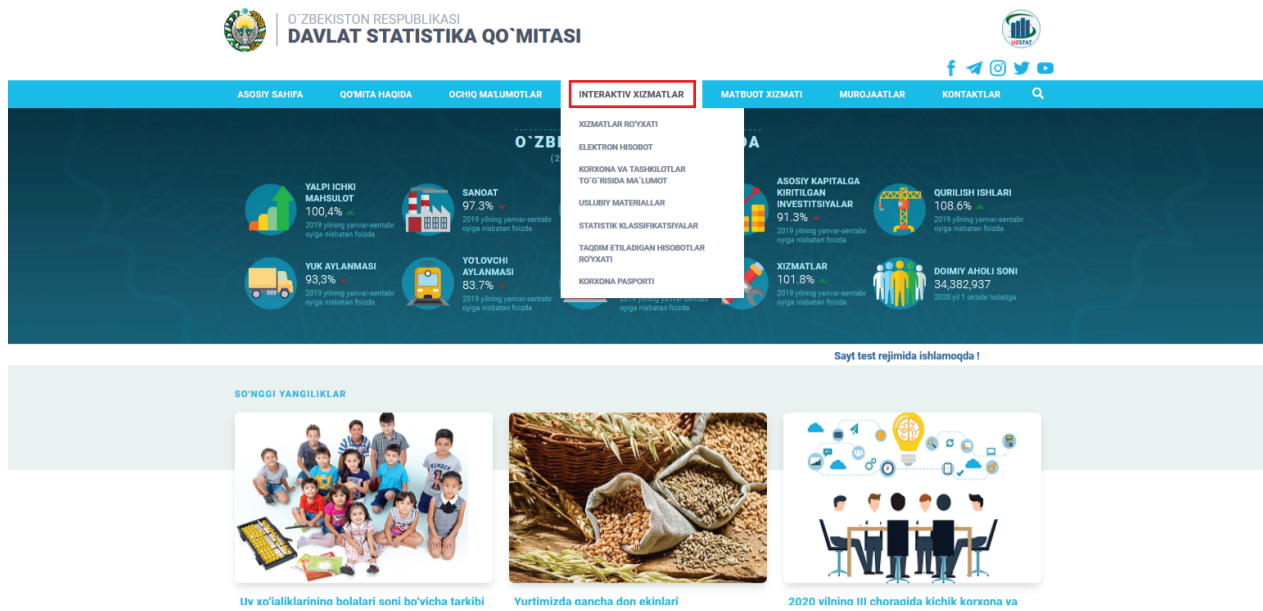 O`ZBEKISTON RESPUBLIKASI
DAVLAT STATISTIKA QO`MITASI
UZSTAT
ASOSIY SAHIFA
QO'MITA HAQIDA
OCHIQ MA'LUMOTLAR
INTERAKTIV XIZMATLAR
MATBUOT XIZMATI
MUROJAATLAR
KONTAKTLAR
XIZMATLAR RO'YXATI
ELEKTRON HISOBOT
KORXONA VA TASHKILOTLAR
TO`G`RISIDA MA`LUMOT
USLUBIY MATERIALLAR
STATISTIK KLASSIFIKATSIYALAR
TAQDIM ETILADIGAN HISOBOTLAR
RO'YXATI
KORXONA PASPORTI
O`ZB
DA
(2
YALPI ICHKI
MAHSULOT
100,4%
2019 yilning yanvar-sentabr
oyiga nisbatan foizda
SANOAT
97.3%
2019 yilning yanvar-sentabr
oyiga nisbatan foizda
ASOSIY KAPITALGA
KIRITILGAN
INVESTITSIYALAR
91.3%
2019 yilning yanvar-sentabr
oyiga nisbatan foizda
QURILISH ISHLARI
108.6%
2019 yilning yanvar-sentabr
oyiga nisbatan foizda
YUK AYLANMASI
93,3%
2019 yilning yanvar-sentabr
oyiga nisbatan foizda
YO'LOVCHI
AYLANMASI
83.7%
2019 yilning yanvar-sentabr
oyiga nisbatan foizda
2019 yilning yanvar-sentabr
oyiga nisbatan foizda
XIZMATLAR
101.8%
2019 yilning yanvar-sentabr
oyiga nisbatan foizda
DOIMIY AHOLI SONI
34,382,937
2020 yil 1 oktabr holatiga
Sayt test rejimida ishlamoqda !
SO'NGGI YANGILIKLAR
Uy xo'jaliklarining bolalari soni bo'yicha tarkibi
Yurtimizda qancha don ekinlari
2020 yilning III choragida kichik korxona va